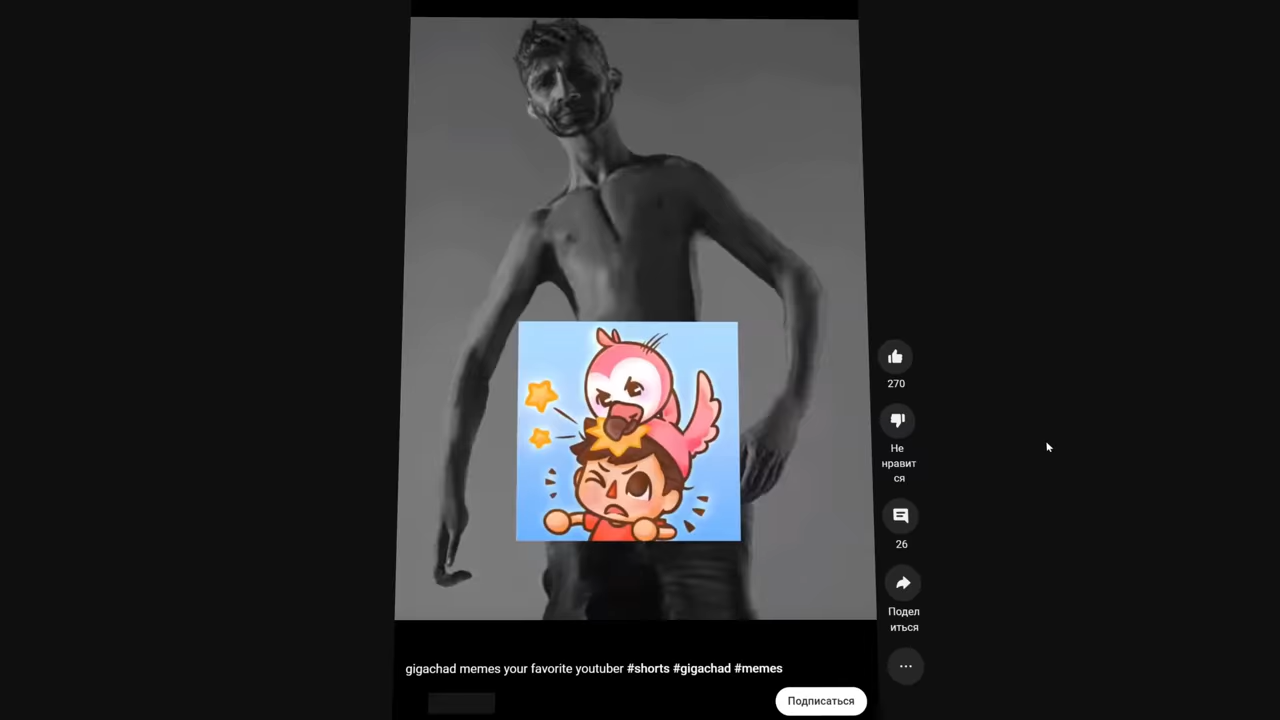 270
Не
нравит
ся
26
Подел
иться
gigachad memes your favorite youtuber #shorts #gigachad #memes
Подписаться